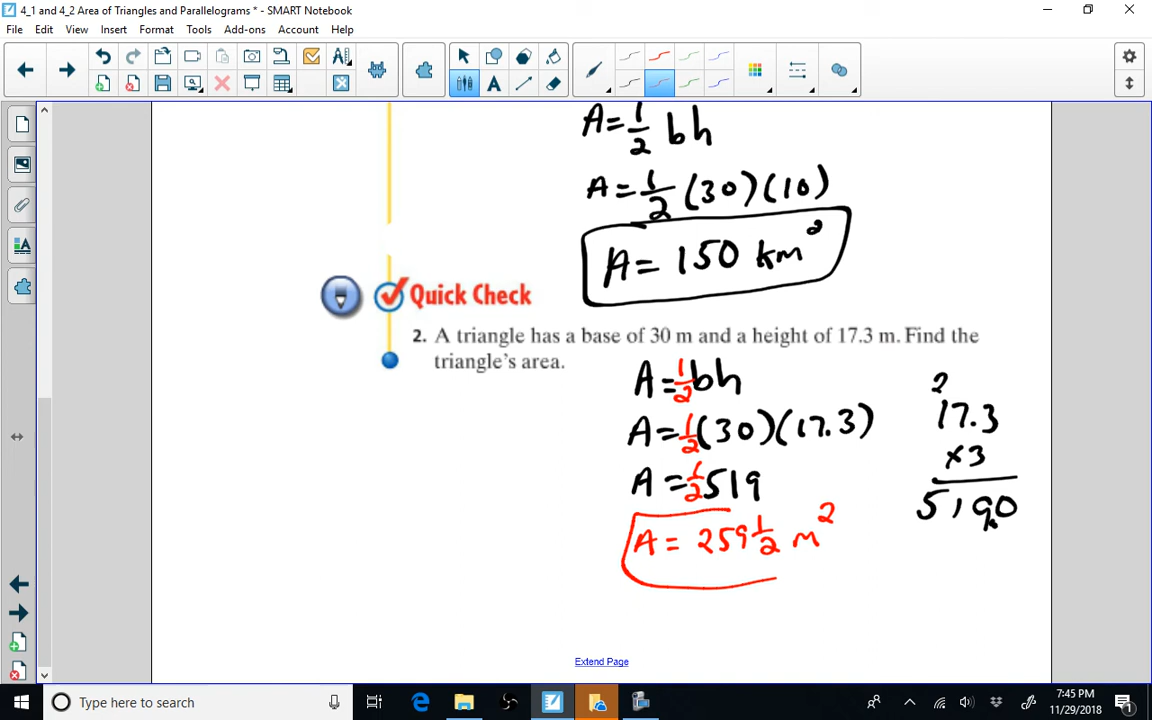 4_1 and 4_2 Area of Triangles and Parallelograms * - SMART Notebook
File Edit View Insert Format Tools Add-ons Account Help
A=1/2 bh
A=1/2 (30)(10)
A= 150 km²
Quick Check
2. A triangle has a base of 30 m and a height of 17.3 m. Find the
triangle's area.
A=1/2bh
A=1/2(30)(17.3)
A=1/2 519
A= 259 1/2 m²
2
17.3
×3
519.0
Extend Page
Type here to search
7:45 PM
11/29/2018
1